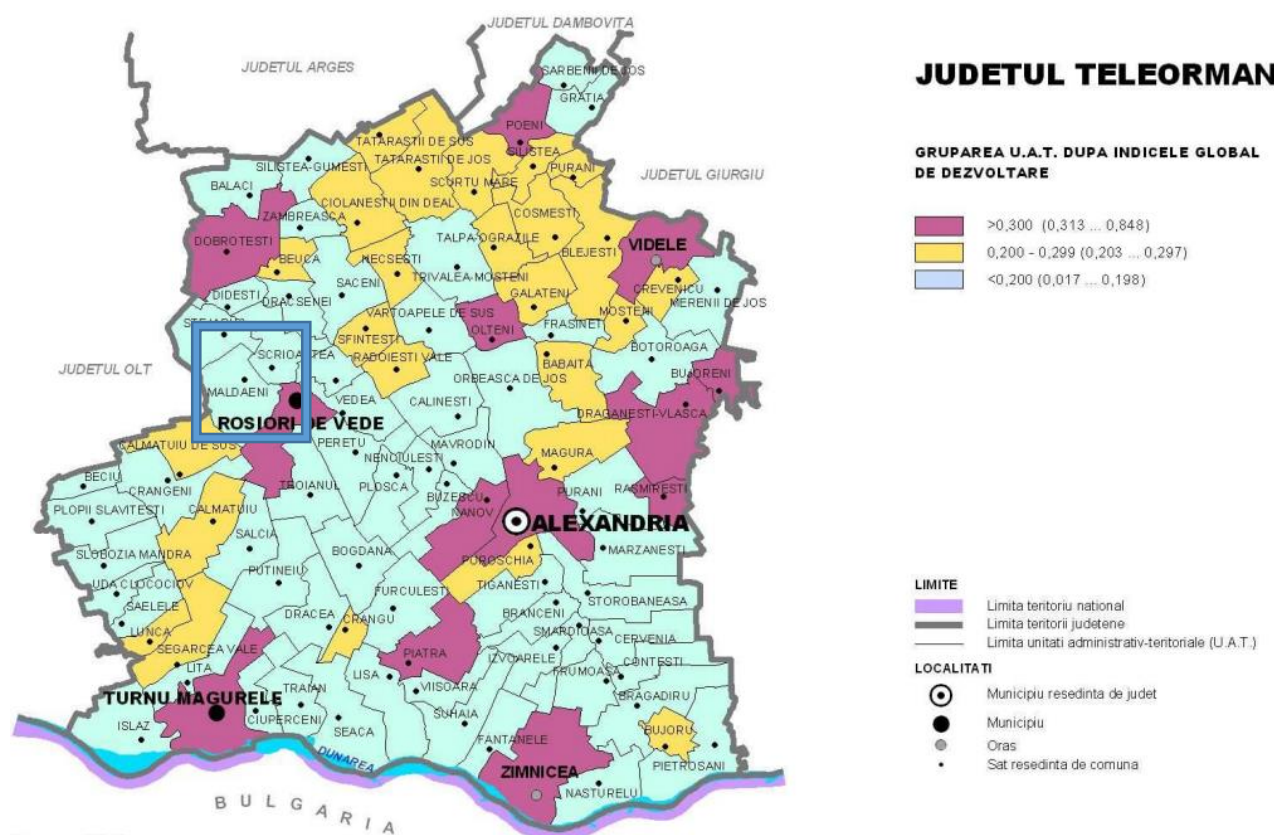 JUDETUL DAMBOVITA
JUDETUL ARGES
JUDETUL GIURGIU
JUDETUL OLT
SARBENII DE JOS
GRATIA
POENI
TATARASTII DE SUS
SILISTEA
SILISTEA-GUMESTI
TATARASTII DE JOS
PURANI
BALACI
SCURTU MARE
CIOLANESTII DIN DEAL
ZAMBREASCA
COSMESTI
DOBROTESTI
TALPA-OGRAZILE
VIDELE
BLEJESTI
BEUCA
NECSESTI
TRIVALEA-MOSTENI
CREVENICU
SACENI
GALATENI
MERENII DE JOS
DIDESTI
DRACSENEI
MOSTENI
VARTOAPELE DE SUS
OLTENI
FRASINET
SFINTESTI
BOTOROAGA
SCRIOASTEA
RADOIESTI VALE
BABAITA
BUJORENI
ORBEASCA DE JOS
MALDAENI
VEDEA
CALINESTI
DRAGANESTI-VLASCA
ROSIORI DE VEDE
CALMATUIU DE SUS
PERETU
MAVRODIN
NENCIULESTI
MAGURA
BECIU
CRANGENI
TROIANUL
PLOSCA
BUZESCU
PURANI
RASMIRESTI
PLOPII SLAVITESTI
CALMATUIU
NANOV
ALEXANDRIA
SALCIA
BOGDANA
MARZANESTI
SLOBOZIA MANDRA
POROSCHIA
UDA CLOCOCIOV
PUTINEIU
FURCULESTI
TIGANESTI
SAELELE
DRACEA
CRANGU
BRANCENI
STOROBANEASA
LUNCA
SMARDIOASA
CERVENIA
SEGARCEA VALE
PIATRA
IZVOARELE
CONTESTI
LITA
LISA
FRUMOASA
TURNU MAGURELE
TRAIAN
VIISOARA
BRAGADIRU
ISLAZ
CIUPERCENI
SEACA
SUHAIA
BUJORU
FANTANELE
DUNAREA
PIETROSANI
ZIMNICEA
NASTURELU
BULGARIA
JUDETUL TELEORMAN
GRUPAREA U.A.T. DUPA INDICELE GLOBAL
DE DEZVOLTARE
>0,300 (0,313 ... 0,848)
0,200 - 0,299 (0,203 ... 0,297)
<0,200 (0,017 ... 0,198)
LIMITE
Limita teritoriu national
Limita teritorii judetene
Limita unitati administrativ-teritoriale (U.A.T.)
LOCALITATI
Municipiu resedinta de judet
Municipiu
Oras
Sat resedinta de comuna